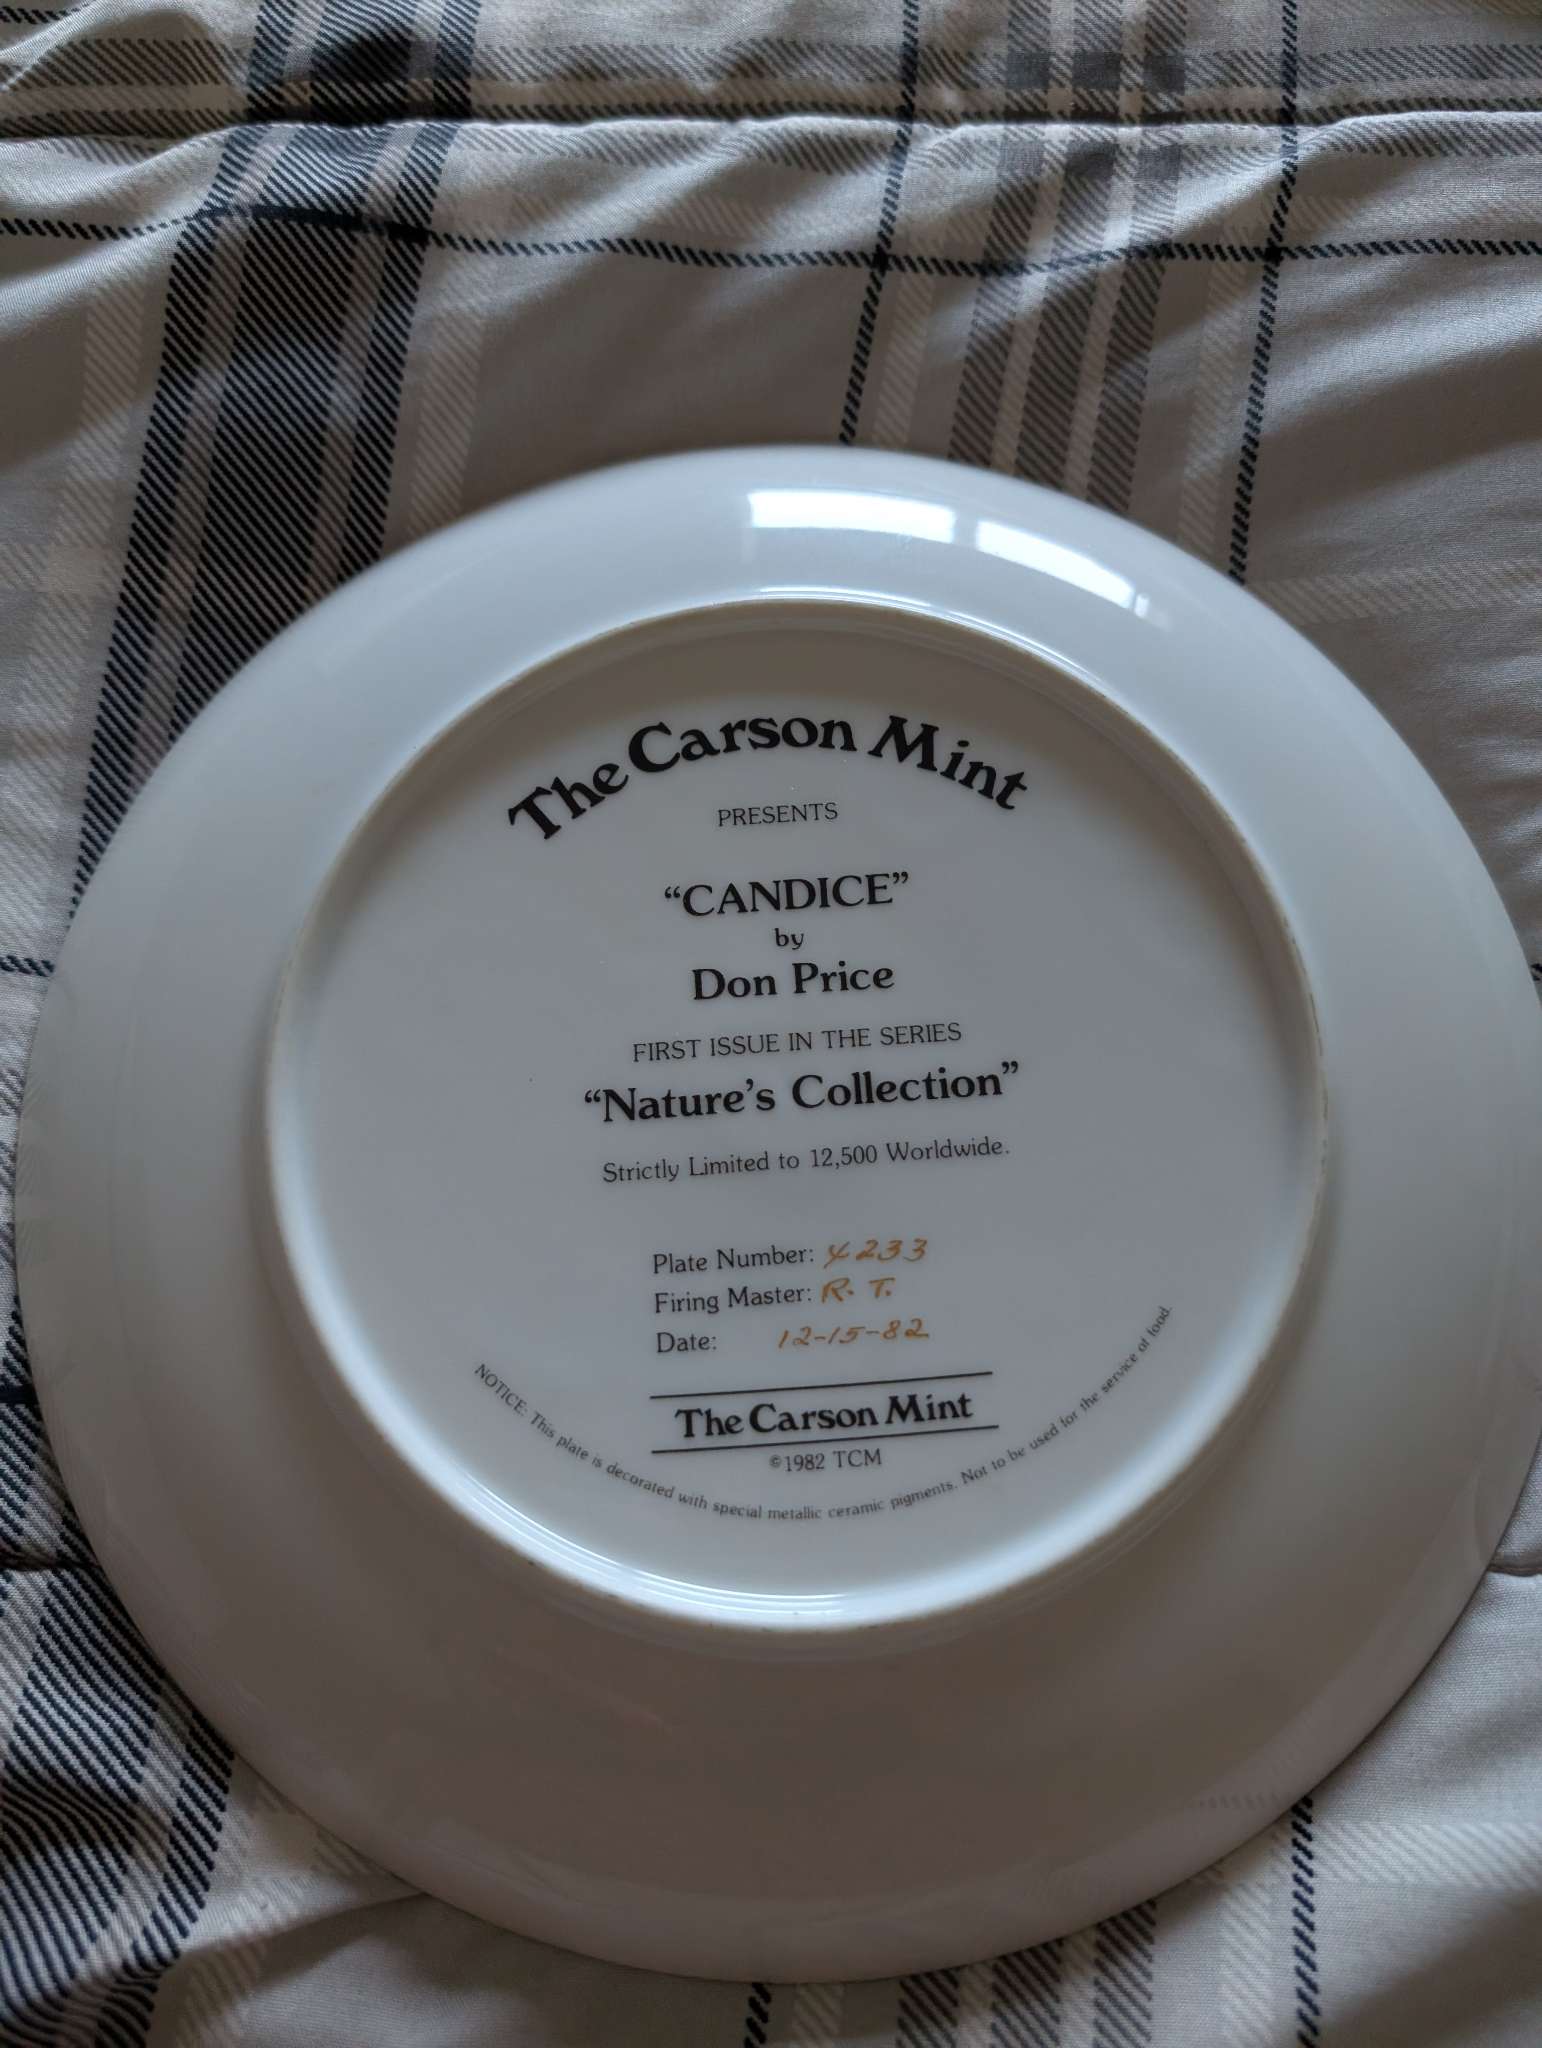 The Carson Mint
PRESENTS
“CANDICE”
by
Don Price
FIRST ISSUE IN THE SERIES
“Nature’s Collection”
Strictly Limited to 12,500 Worldwide.
Plate Number: 4233
Firing Master: R. T.
Date: 12-15-82
The Carson Mint
©1982 TCM
NOTICE: This plate is decorated with special metallic ceramic pigments. Not to be used for the service of food.